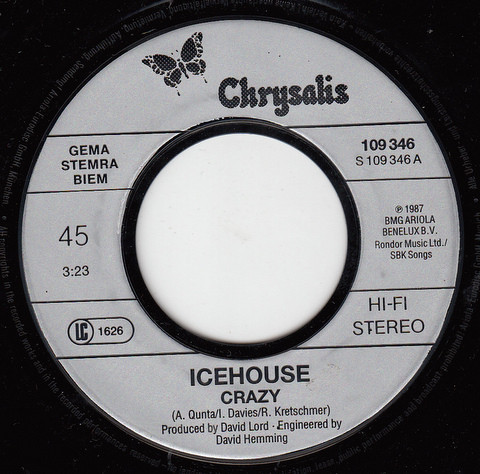 Chrysalis
GEMA
STEMRA
BIEM
109 346
S 109 346 A
45
3:23
℗ 1987
BMG ARIOLA
BENELUX B.V.
Rondor Music Ltd./
SBK Songs
LC 1626
HI-FI
STEREO
ICEHOUSE
CRAZY
(A. Qunta/I. Davies/R. Kretschmer)
Produced by David Lord · Engineered by
David Hemming